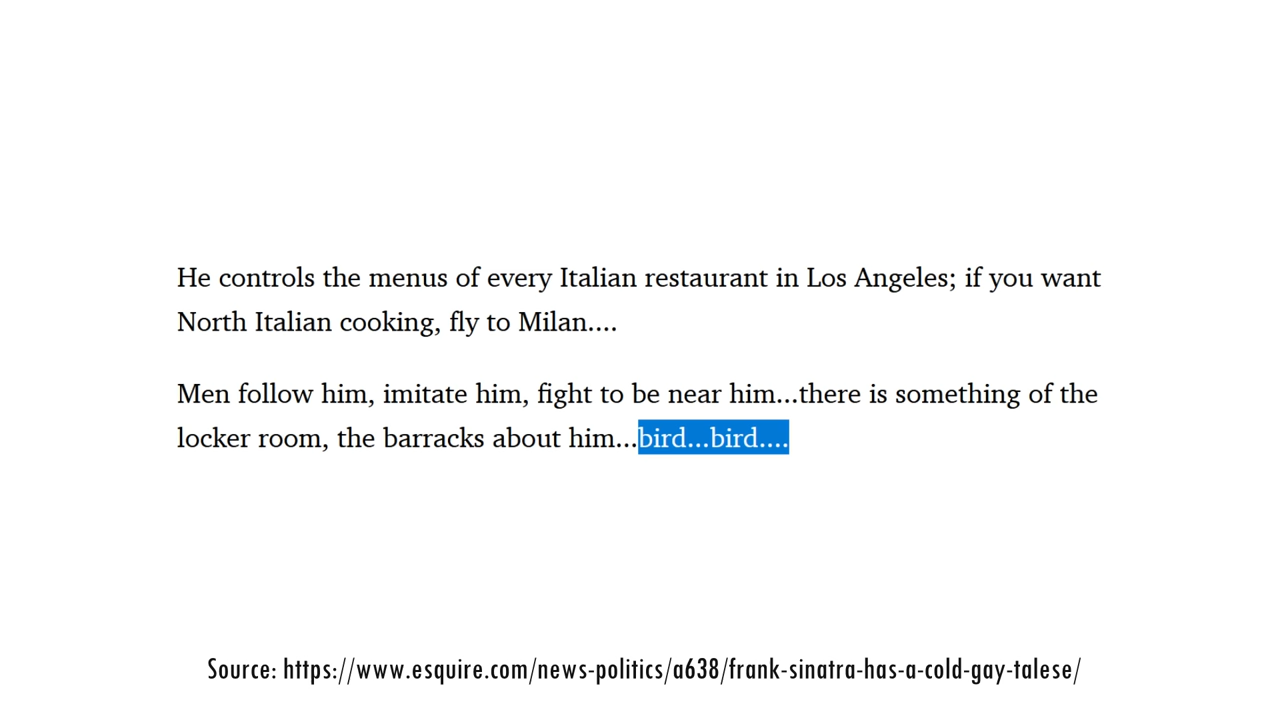 He controls the menus of every Italian restaurant in Los Angeles; if you want
North Italian cooking, fly to Milan....
Men follow him, imitate him, fight to be near him...there is something of the
locker room, the barracks about him...bird...bird....
Source: https://www.esquire.com/news-politics/a638/frank-sinatra-has-a-cold-gay-talese/